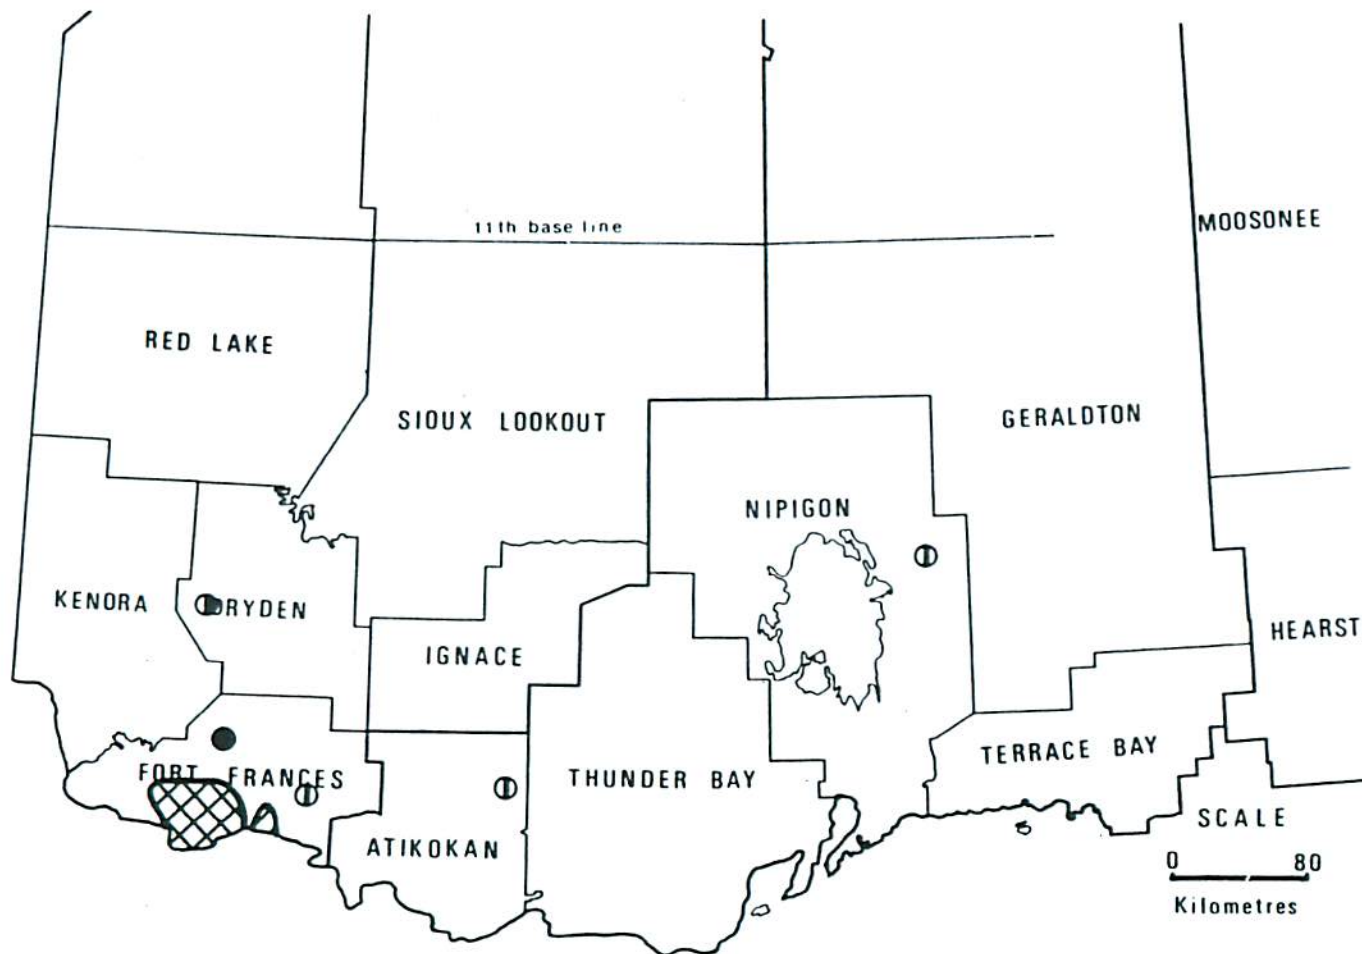 11th base line
MOOSONEE
RED LAKE
SIOUX LOOKOUT
GERALDTON
NIPIGON
KENORA
DRYDEN
HEARST
IGNACE
TERRACE BAY
FORT FRANCES
THUNDER BAY
ATIKOKAN
SCALE
0 80
Kilometres